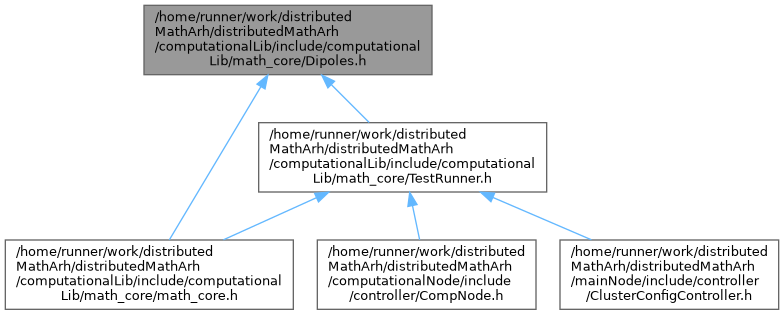 /home/runner/work/distributed
MathArh/distributedMathArh
/computationalLib/include/computational
Lib/math_core/Dipoles.h
/home/runner/work/distributed
MathArh/distributedMathArh
/computationalLib/include/computational
Lib/math_core/TestRunner.h
/home/runner/work/distributed
MathArh/distributedMathArh
/computationalLib/include/computational
Lib/math_core/math_core.h
/home/runner/work/distributed
MathArh/distributedMathArh
/computationalNode/include
/controller/CompNode.h
/home/runner/work/distributed
MathArh/distributedMathArh
/mainNode/include/controller
/ClusterConfigController.h